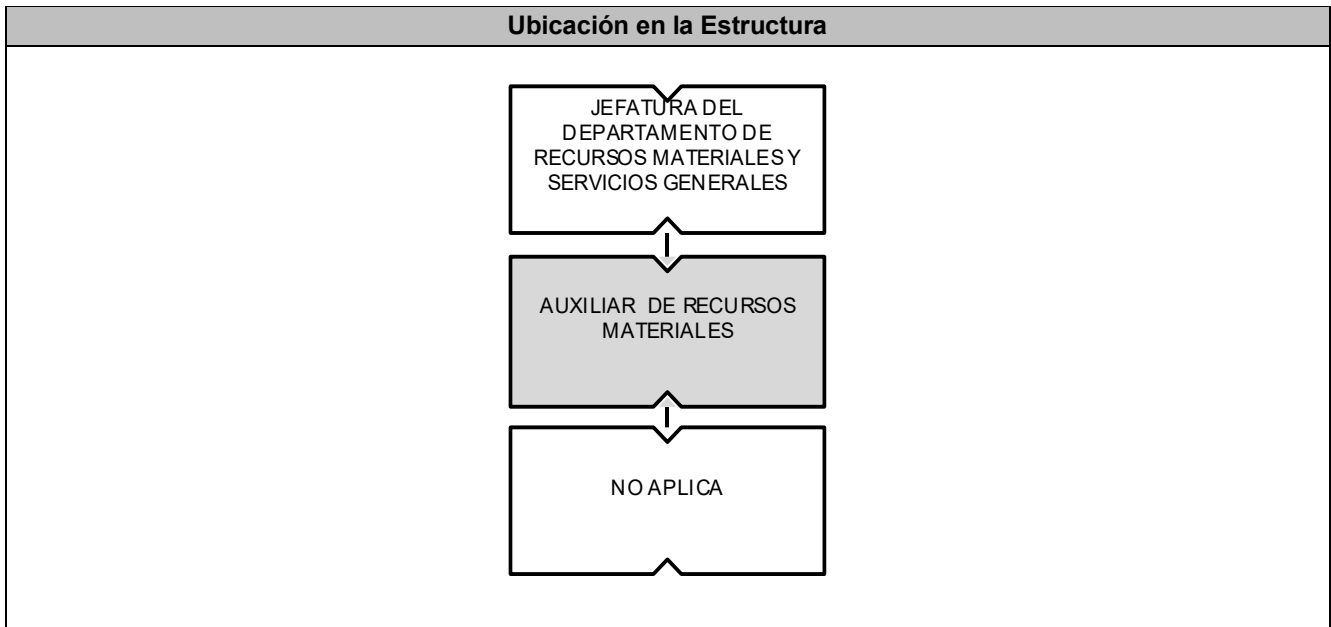 Ubicación en la Estructura
JEFATURA DEL
DEPARTAMENTO DE
RECURSOS MATERIALES Y
SERVICIOS GENERALES
AUXILIAR DE RECURSOS
MATERIALES
NO APLICA